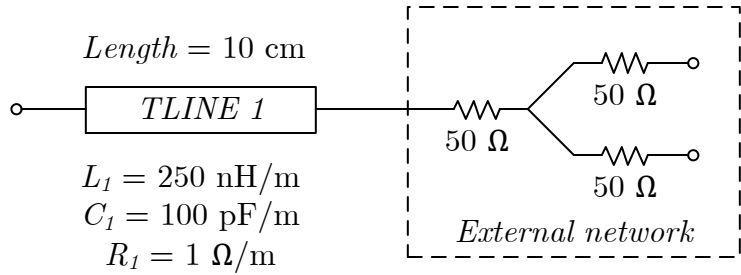 Length = 10 cm
TLINE 1
L1 = 250 nH/m
C1 = 100 pF/m
R1 = 1 Ω/m
50 Ω
50 Ω
50 Ω
External network